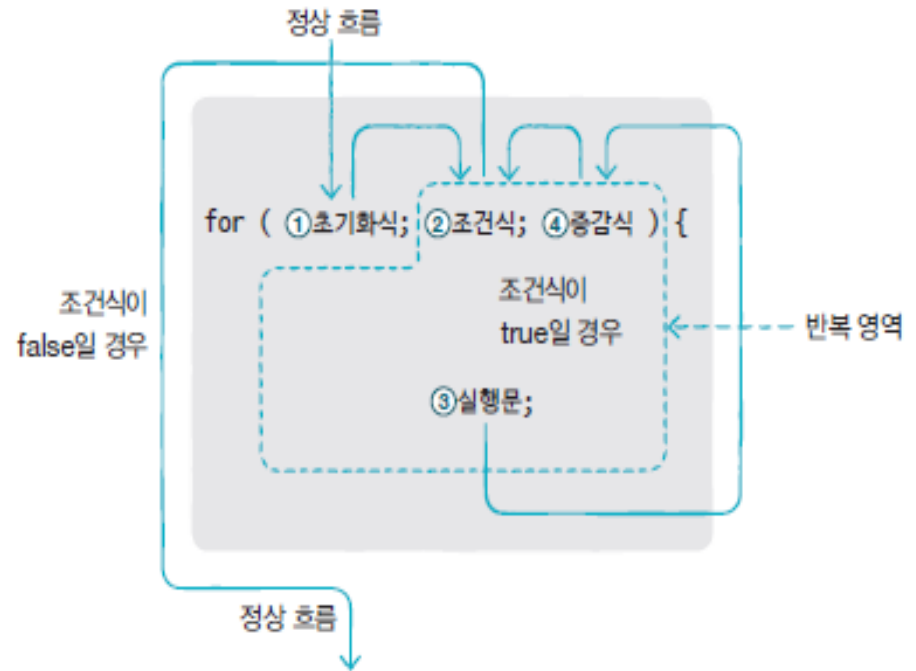 정상 흐름
for ( ①초기화식; ②조건식; ④증감식 ) {
조건식이
false일 경우
조건식이
true일 경우
반복 영역
③실행문;
정상 흐름